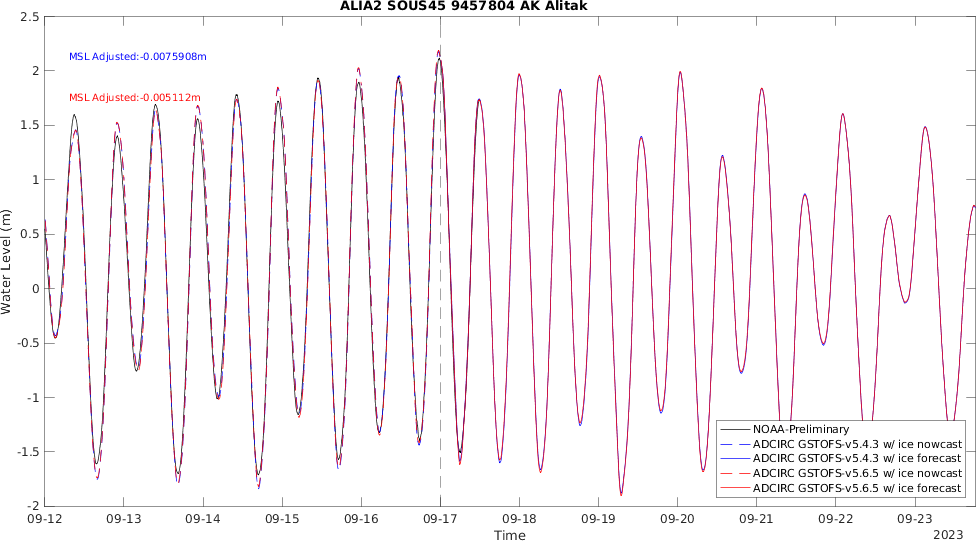 ALIA2 SOUS45 9457804 AK Alitak
2.5
2
1.5
1
0.5
0
-0.5
-1
-1.5
-2
Water Level (m)
MSL Adjusted:-0.0075908m
MSL Adjusted:-0.005112m
NOAA-Preliminary
ADCIRC GSTOFS-v5.4.3 w/ ice nowcast
ADCIRC GSTOFS-v5.4.3 w/ ice forecast
ADCIRC GSTOFS-v5.6.5 w/ ice nowcast
ADCIRC GSTOFS-v5.6.5 w/ ice forecast
09-12 09-13 09-14 09-15 09-16 09-17 09-18 09-19 09-20 09-21 09-22 09-23
Time
2023